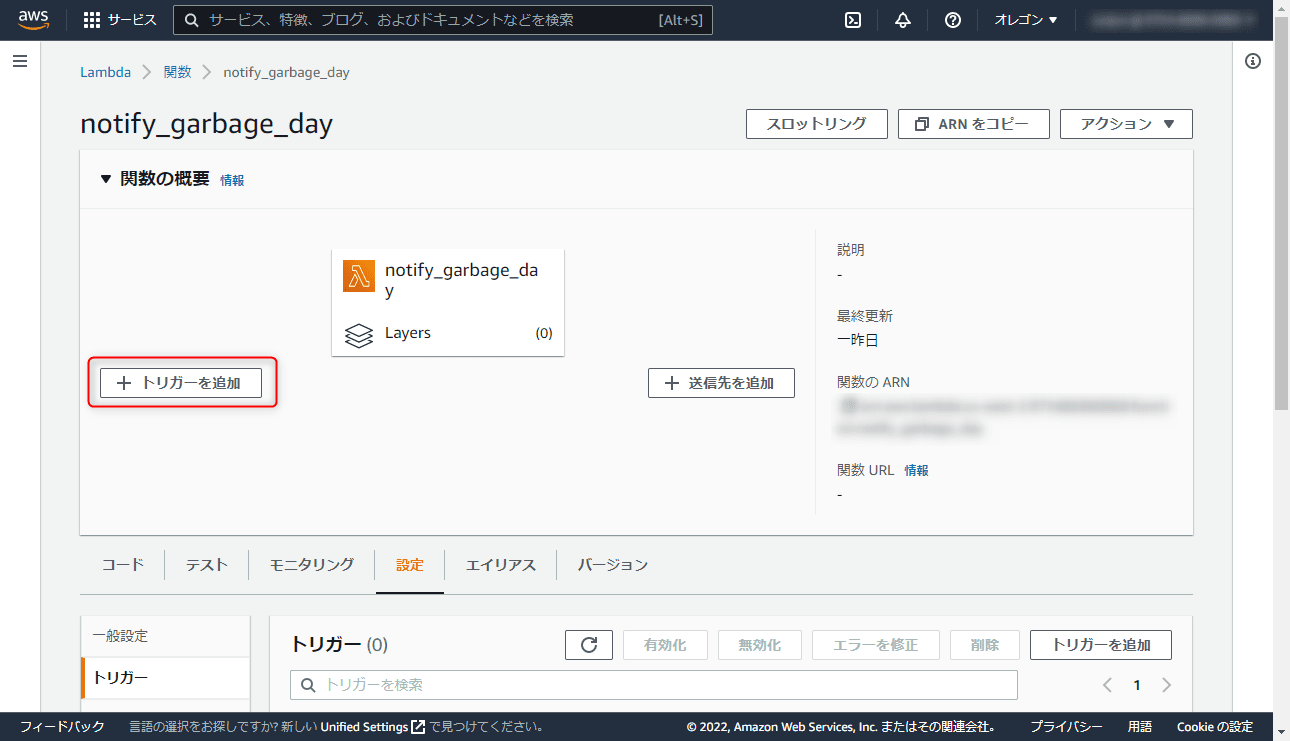 aws サービス サービス、特徴、ブログ、およびドキュメントなどを検索 [Alt+S] オレゴン ▼
Lambda > 関数 > notify_garbage_day
notify_garbage_day
スロットリング ARN をコピー アクション ▼
▼ 関数の概要 情報
notify_garbage_da
y
Layers (0)
+ トリガーを追加
+ 送信先を追加
説明
-
最終更新
一昨日
関数の ARN
関数 URL 情報
-
コード テスト モニタリング 設定 エイリアス バージョン
一般設定
トリガー
トリガー (0) 有効化 無効化 エラーを修正 削除 トリガーを追加
トリガーを検索 < 1 >
フィードバック 言語の選択をお探しですか? 新しい Unified Settings で見つけてください。 © 2022, Amazon Web Services, Inc. またはその関連会社。 プライバシー 用語 Cookie の設定